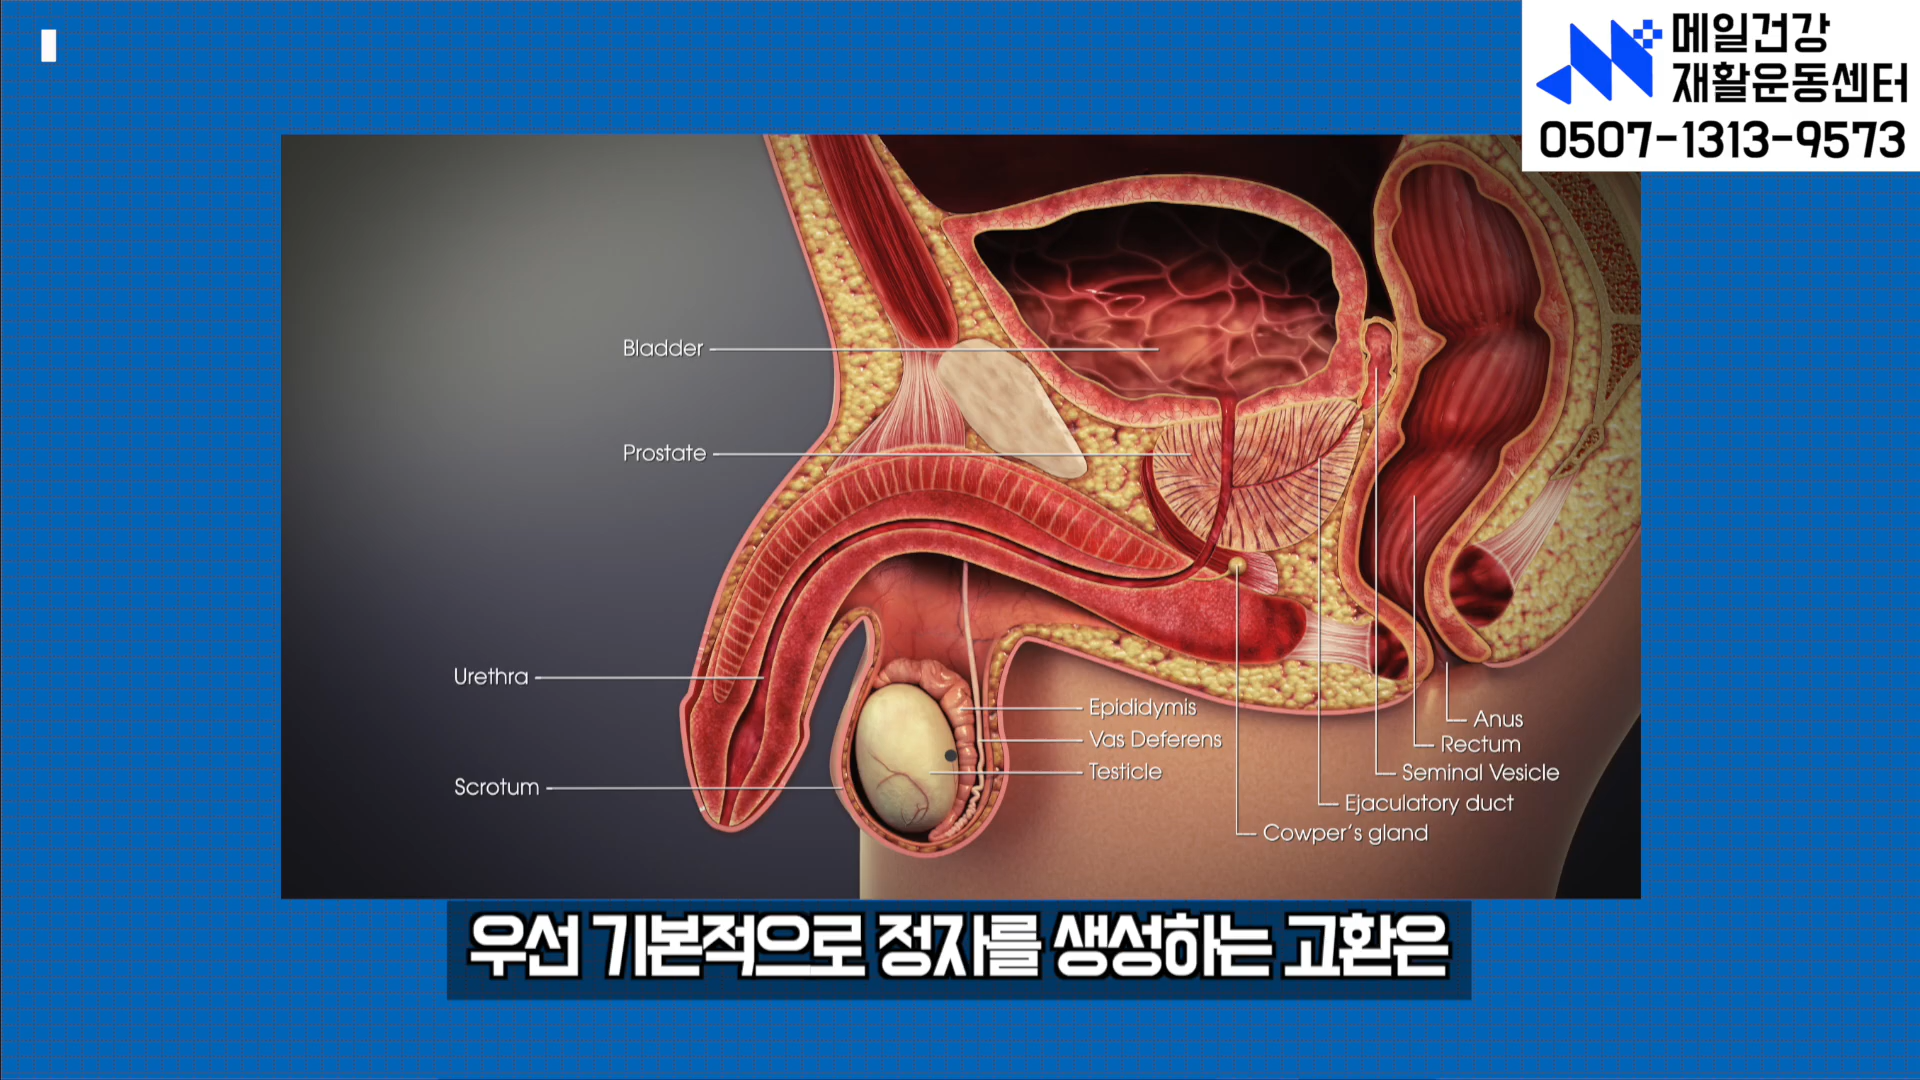 메일건강
재활운동센터
0507-1313-9573
Bladder
Prostate
Urethra
Scrotum
Epididymis
Vas Deferens
Testicle
Anus
Rectum
Seminal Vesicle
Ejaculatory duct
Cowper's gland
우선 기본적으로 정자를 생성하는 고환은